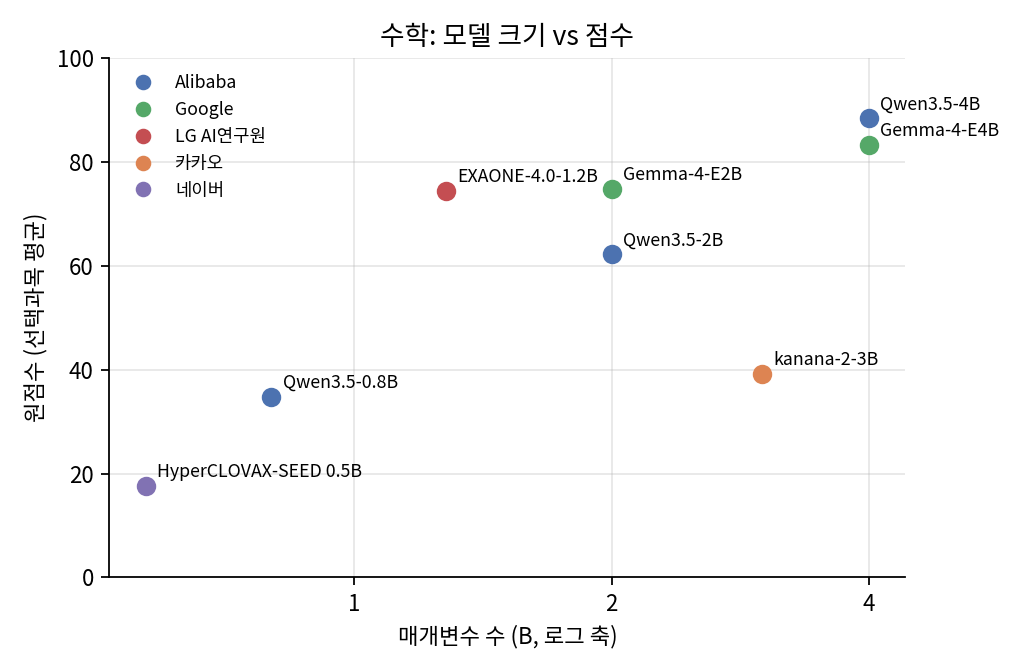 수학: 모델 크기 vs 점수
100
80
60
40
20
0
원점수 (선택과목 평균)
Alibaba
Google
LG AI연구원
카카오
네이버
Qwen3.5-4B
Gemma-4-E4B
EXAONE-4.0-1.2B
Gemma-4-E2B
Qwen3.5-2B
kanana-2-3B
Qwen3.5-0.8B
HyperCLOVAX-SEED 0.5B
1
2
4
매개변수 수 (B, 로그 축)